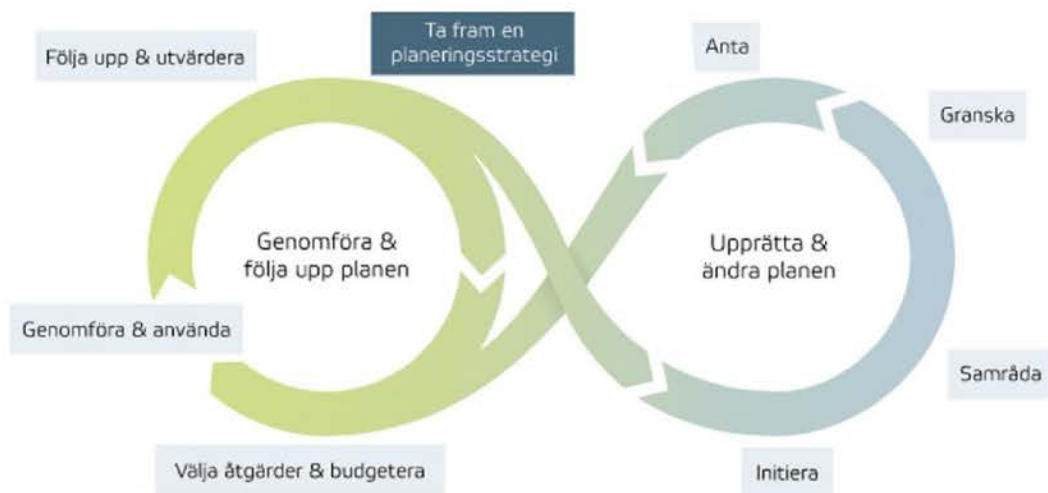 Ta fram en
planeringsstrategi
Följa upp & utvärdera
Anta
Granska
Genomföra &
följa upp planen
Upprätta &
ändra planen
Genomföra & använda
Samråda
Välja åtgärder & budgetera
Initiera